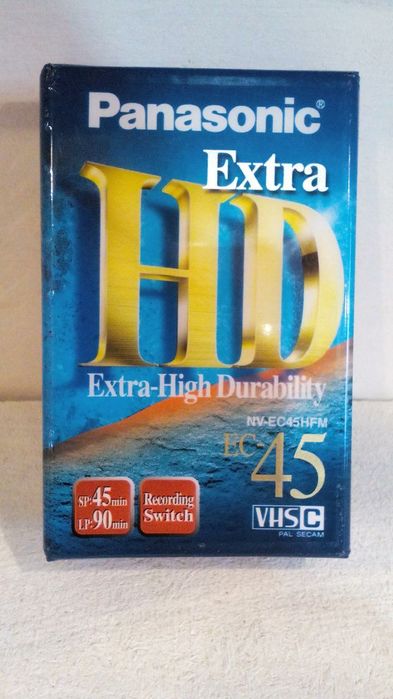 Panasonic®
Extra
HD
Extra-High Durability
NV-EC45HFM
EC-45
SP:45min
LP:90min
Recording
Switch
VHS C
PAL SECAM